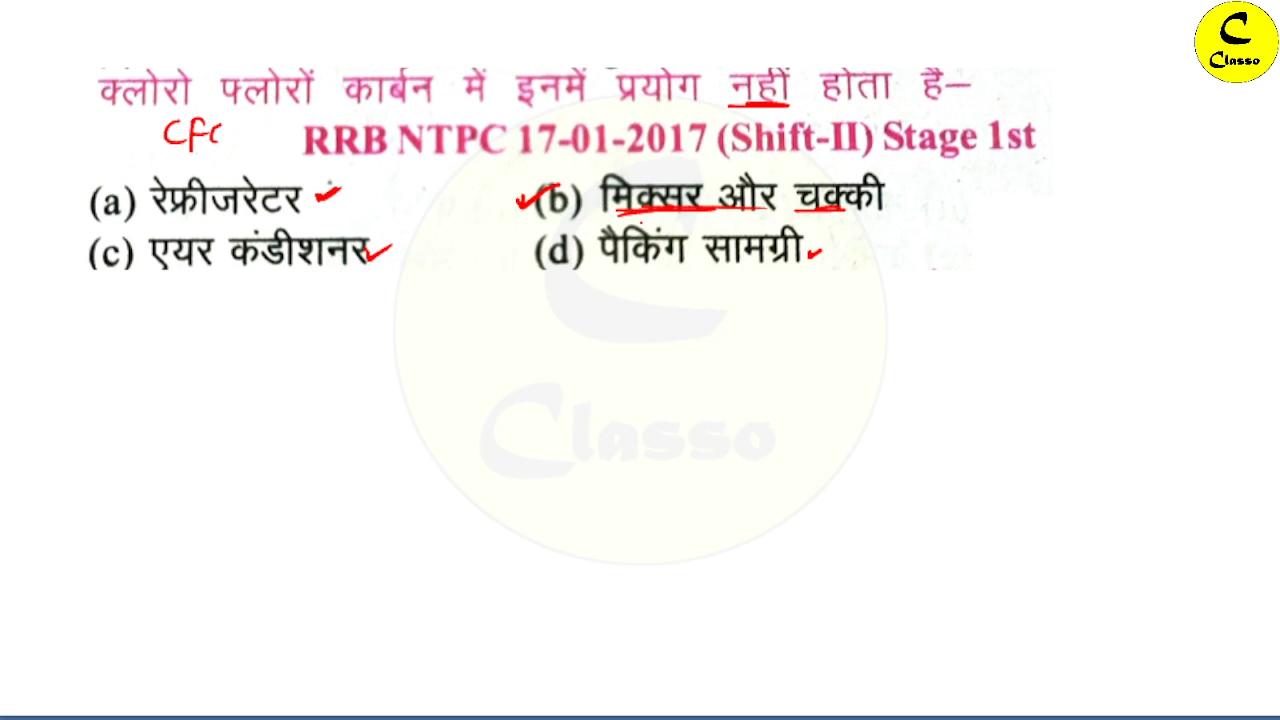 C
Classo
क्लोरो फ्लोरों कार्बन में इनमें प्रयोग नहीं होता है–
CFC
RRB NTPC 17-01-2017 (Shift-II) Stage 1st
(a) रेफ्रीजरेटर (b) मिक्सर और चक्की
(c) एयर कंडीशनर (d) पैकिंग सामग्री
C
Classo